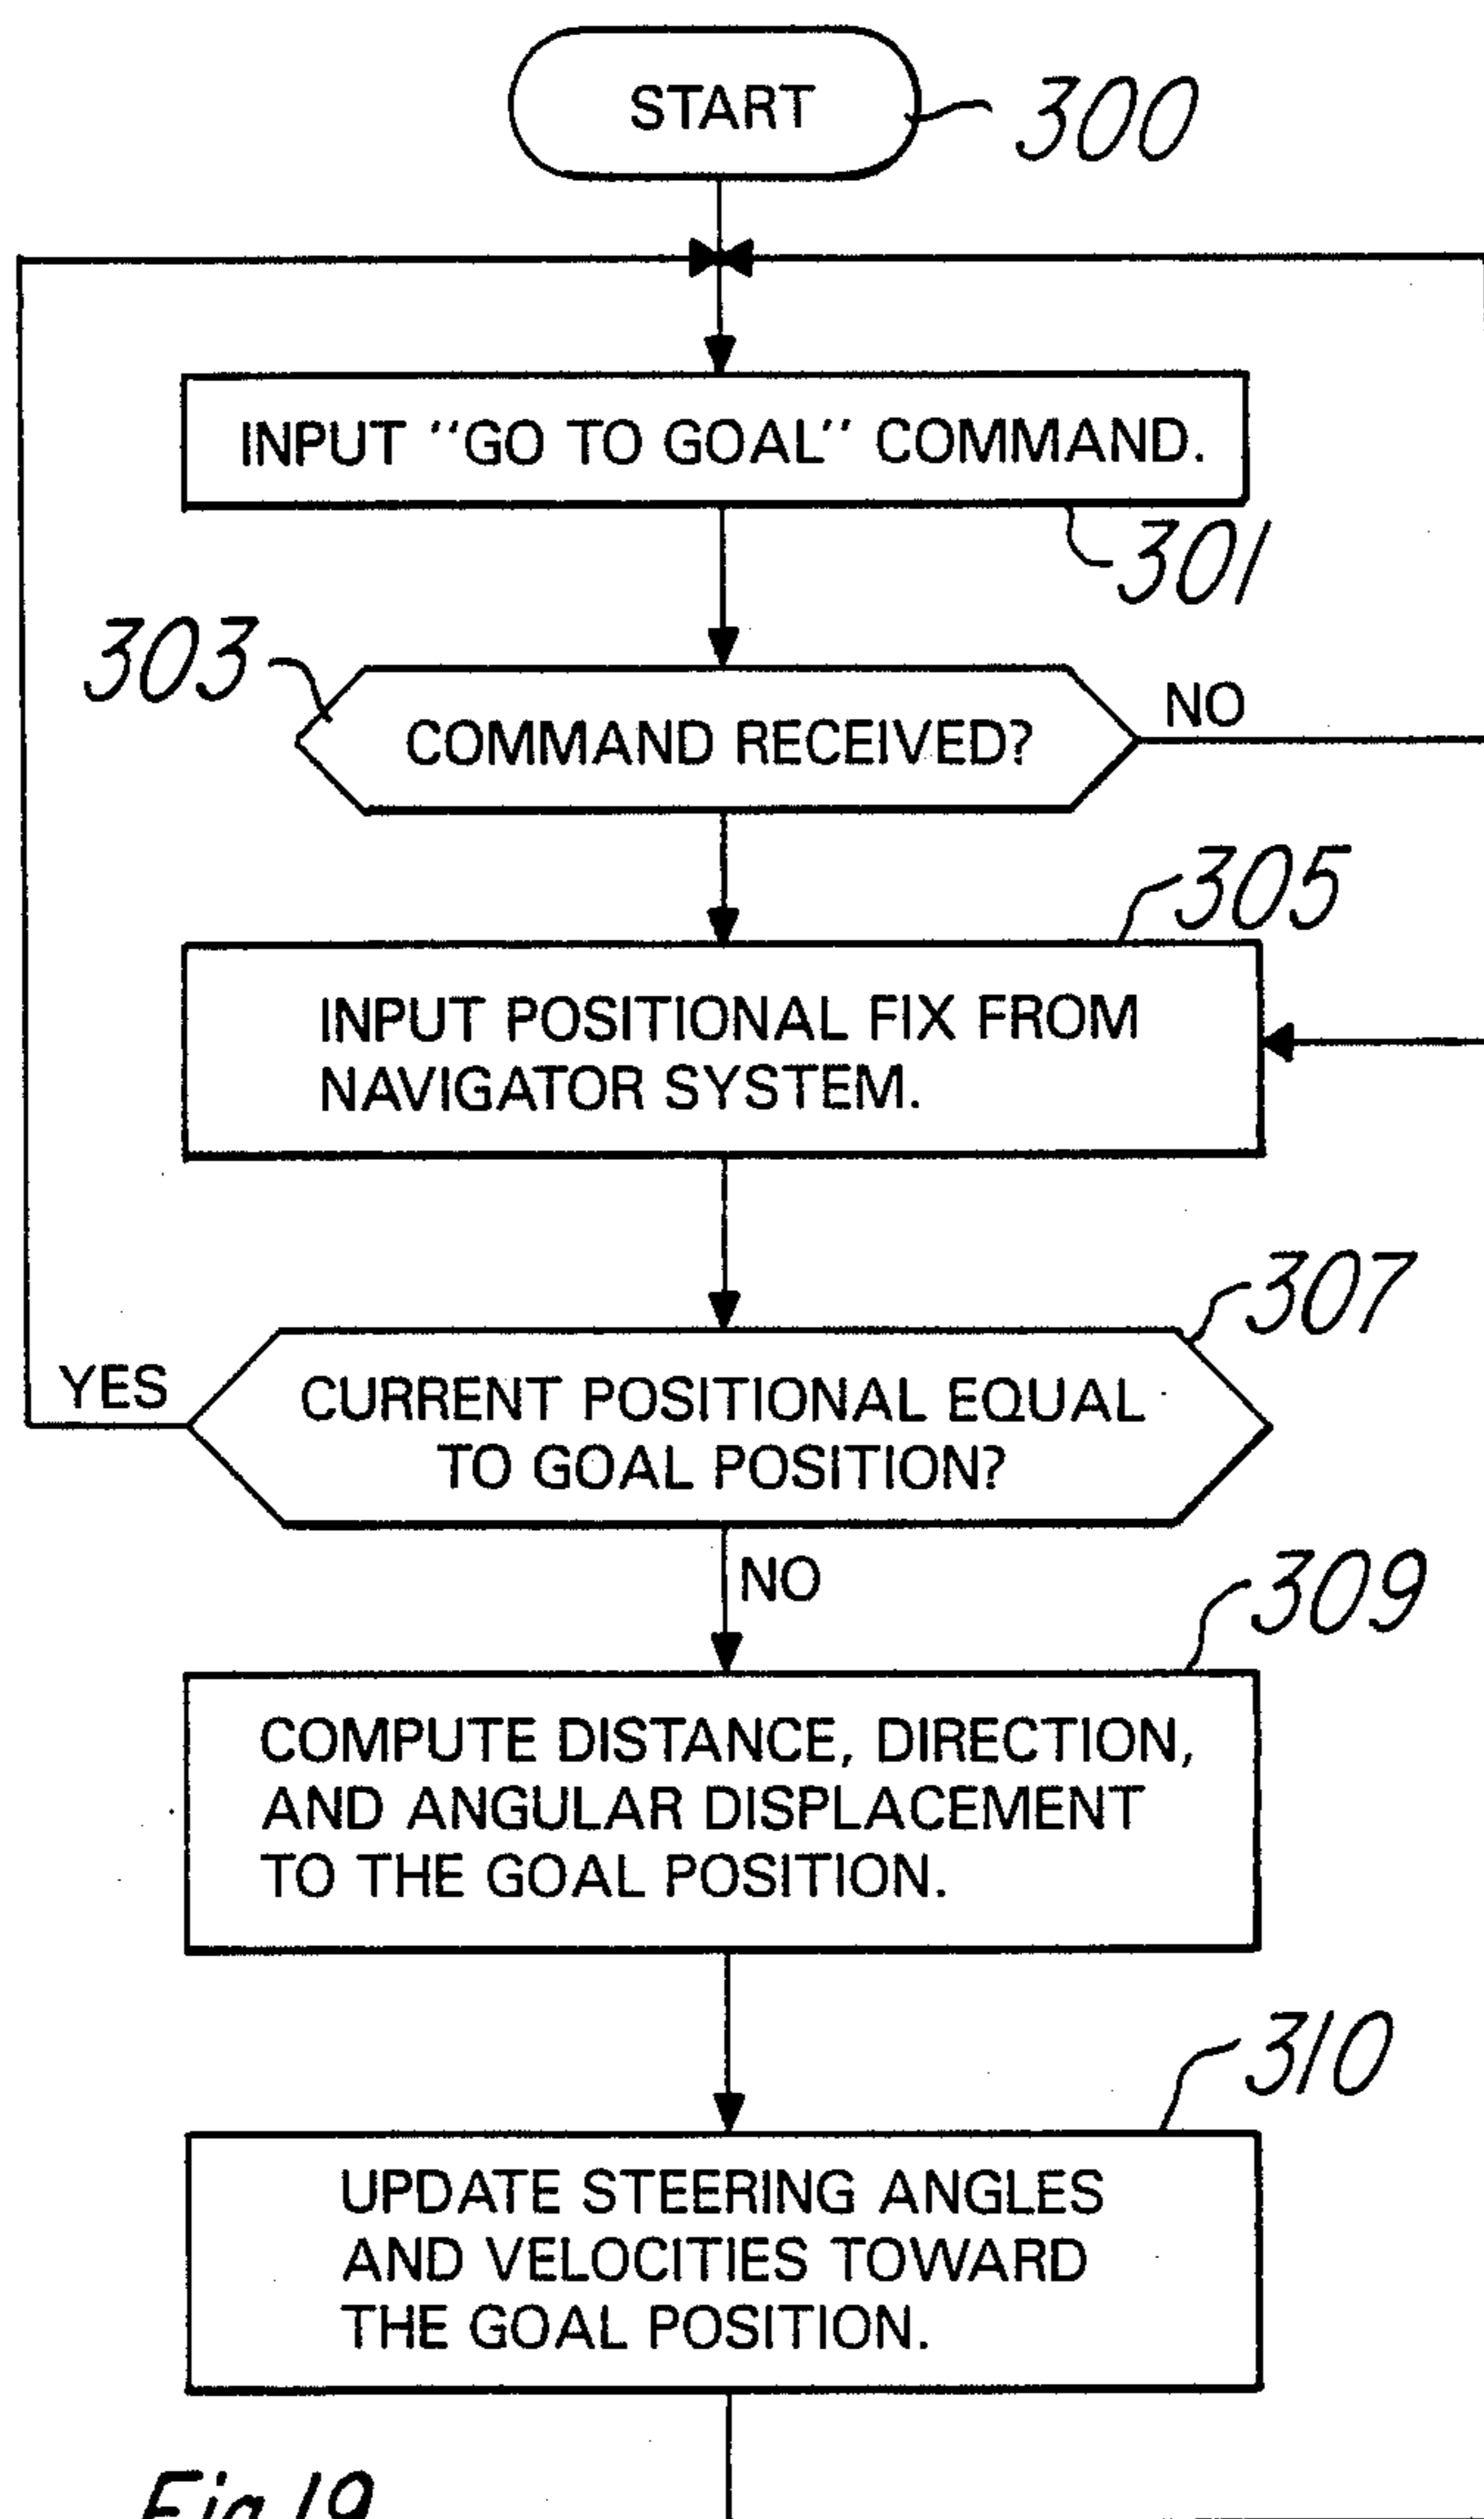 START
300
INPUT "GO TO GOAL" COMMAND.
301
303
COMMAND RECEIVED?
NO
305
INPUT POSITIONAL FIX FROM
NAVIGATOR SYSTEM.
307
YES
CURRENT POSITIONAL EQUAL
TO GOAL POSITION?
NO
309
COMPUTE DISTANCE, DIRECTION,
AND ANGULAR DISPLACEMENT
TO THE GOAL POSITION.
310
UPDATE STEERING ANGLES
AND VELOCITIES TOWARD
THE GOAL POSITION.
Fig.19